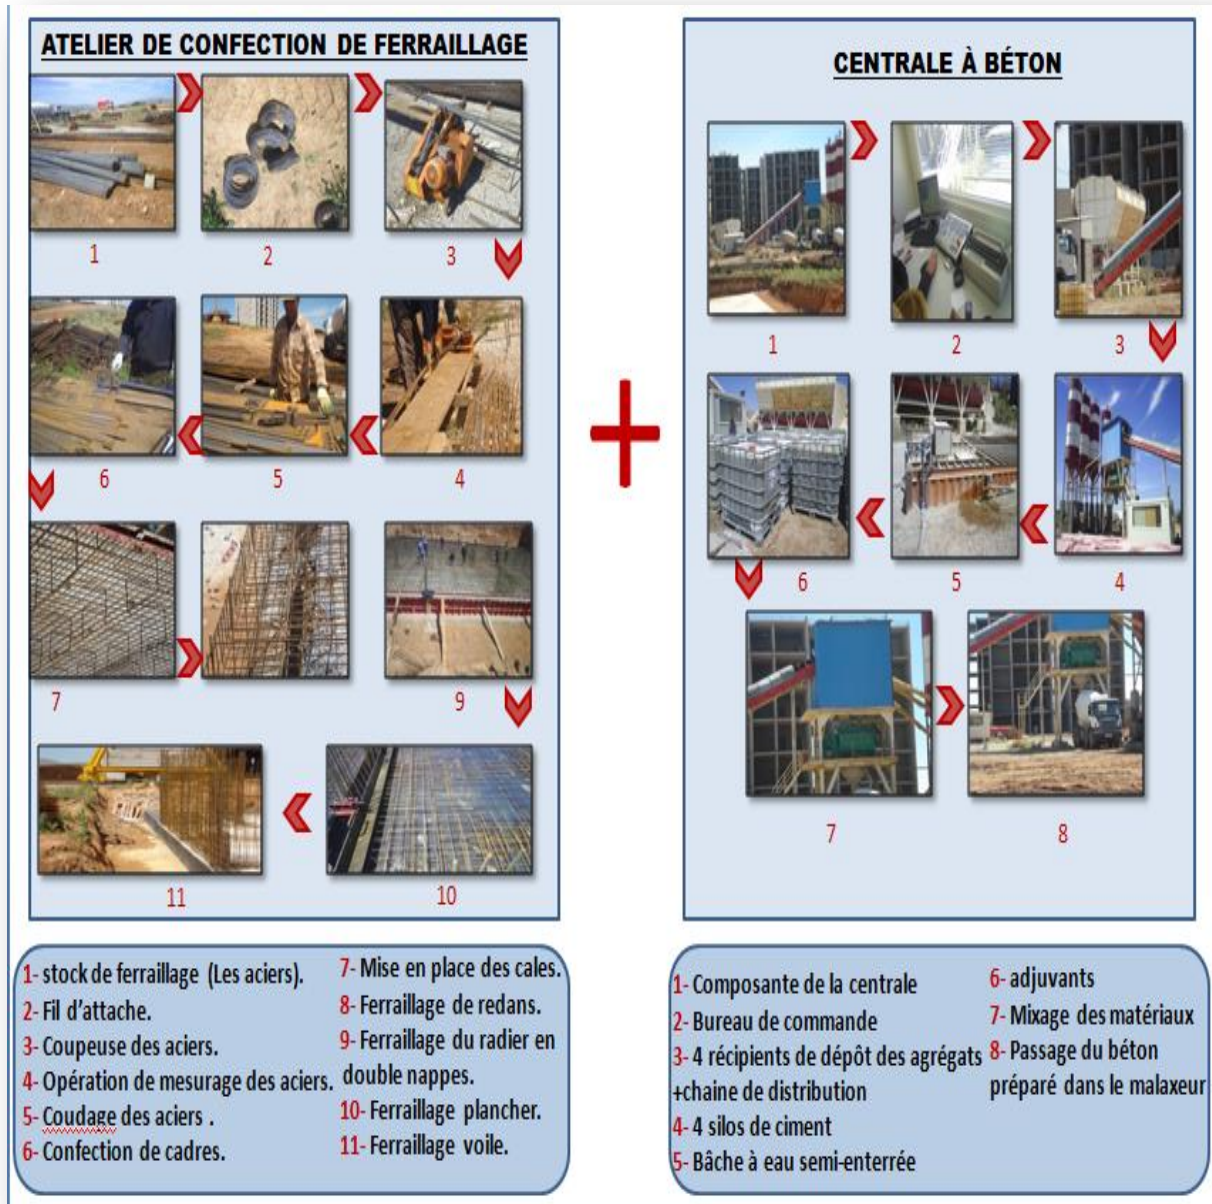 ATELIER DE CONFECTION DE FERRAILLAGE
1
2
3
6
5
4
7
9
11
10
CENTRALE À BÉTON
1
2
3
6
5
4
7
8
+
1- stock de ferraillage (Les aciers).
2- Fil d’attache.
3- Coupeuse des aciers.
4- Opération de mesurage des aciers.
5- Coudage des aciers .
6- Confection de cadres.
7- Mise en place des cales.
8- Ferraillage de redans.
9- Ferraillage du radier en
double nappes.
10- Ferraillage plancher.
11- Ferraillage voile.
1- Composante de la centrale
2- Bureau de commande
3- 4 récipients de dépôt des agrégats
+chaine de distribution
4- 4 silos de ciment
5- Bâche à eau semi-enterrée
6- adjuvants
7- Mixage des matériaux
8- Passage du béton
préparé dans le malaxeur